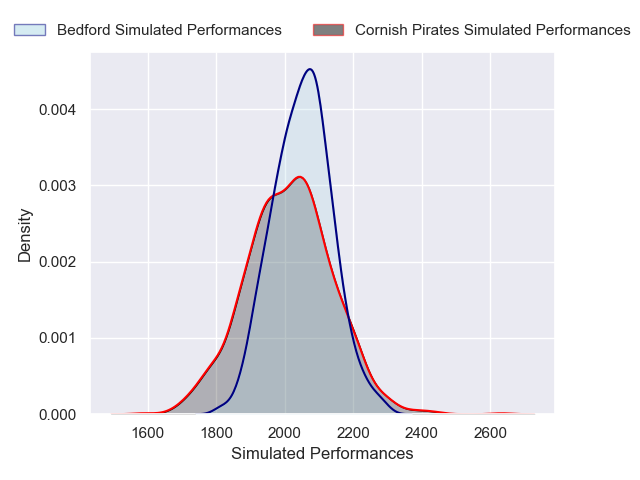 Bedford Simulated Performances
Cornish Pirates Simulated Performances
0.004
0.003
0.002
0.001
0.000
Density
1600 1800 2000 2200 2400 2600
Simulated Performances